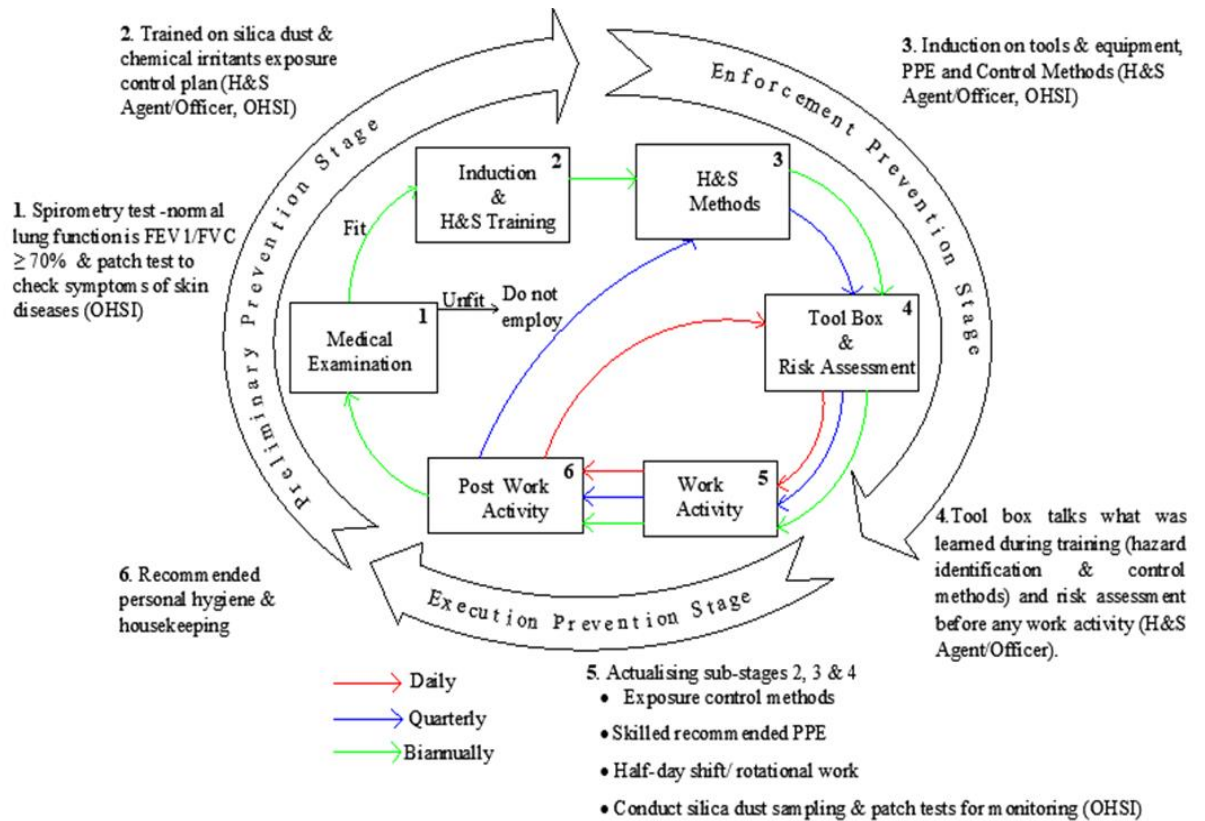 2. Trained on silica dust &
chemical irritants exposure
control plan (H&S
Agent/Officer, OHSI)
3. Induction on tools & equipment,
PPE and Control Methods (H&S
Agent/Officer, OHSI)
Enforcement Prevention Stage
Preliminary Prevention Stage
2
Induction
&
H&S Training
3
H&S
Methods
1. Spirometry test -normal
lung function is FEV1/FVC
≥ 70% & patch test to
check symptoms of skin
diseases (OHSI)
Fit
Unfit
Do not
employ
1
Medical
Examination
4
Tool Box
&
Risk Assessment
6
Post Work
Activity
5
Work
Activity
4.Tool box talks what was
learned during training (hazard
identification & control
methods) and risk assessment
before any work activity (H&S
Agent/Officer).
6. Recommended
personal hygiene &
housekeeping
Execution Prevention Stage
Daily
Quarterly
Biannually
5. Actualising sub-stages 2, 3 & 4
• Exposure control methods
• Skilled recommended PPE
• Half-day shift/ rotational work
• Conduct silica dust sampling & patch tests for monitoring (OHSI)